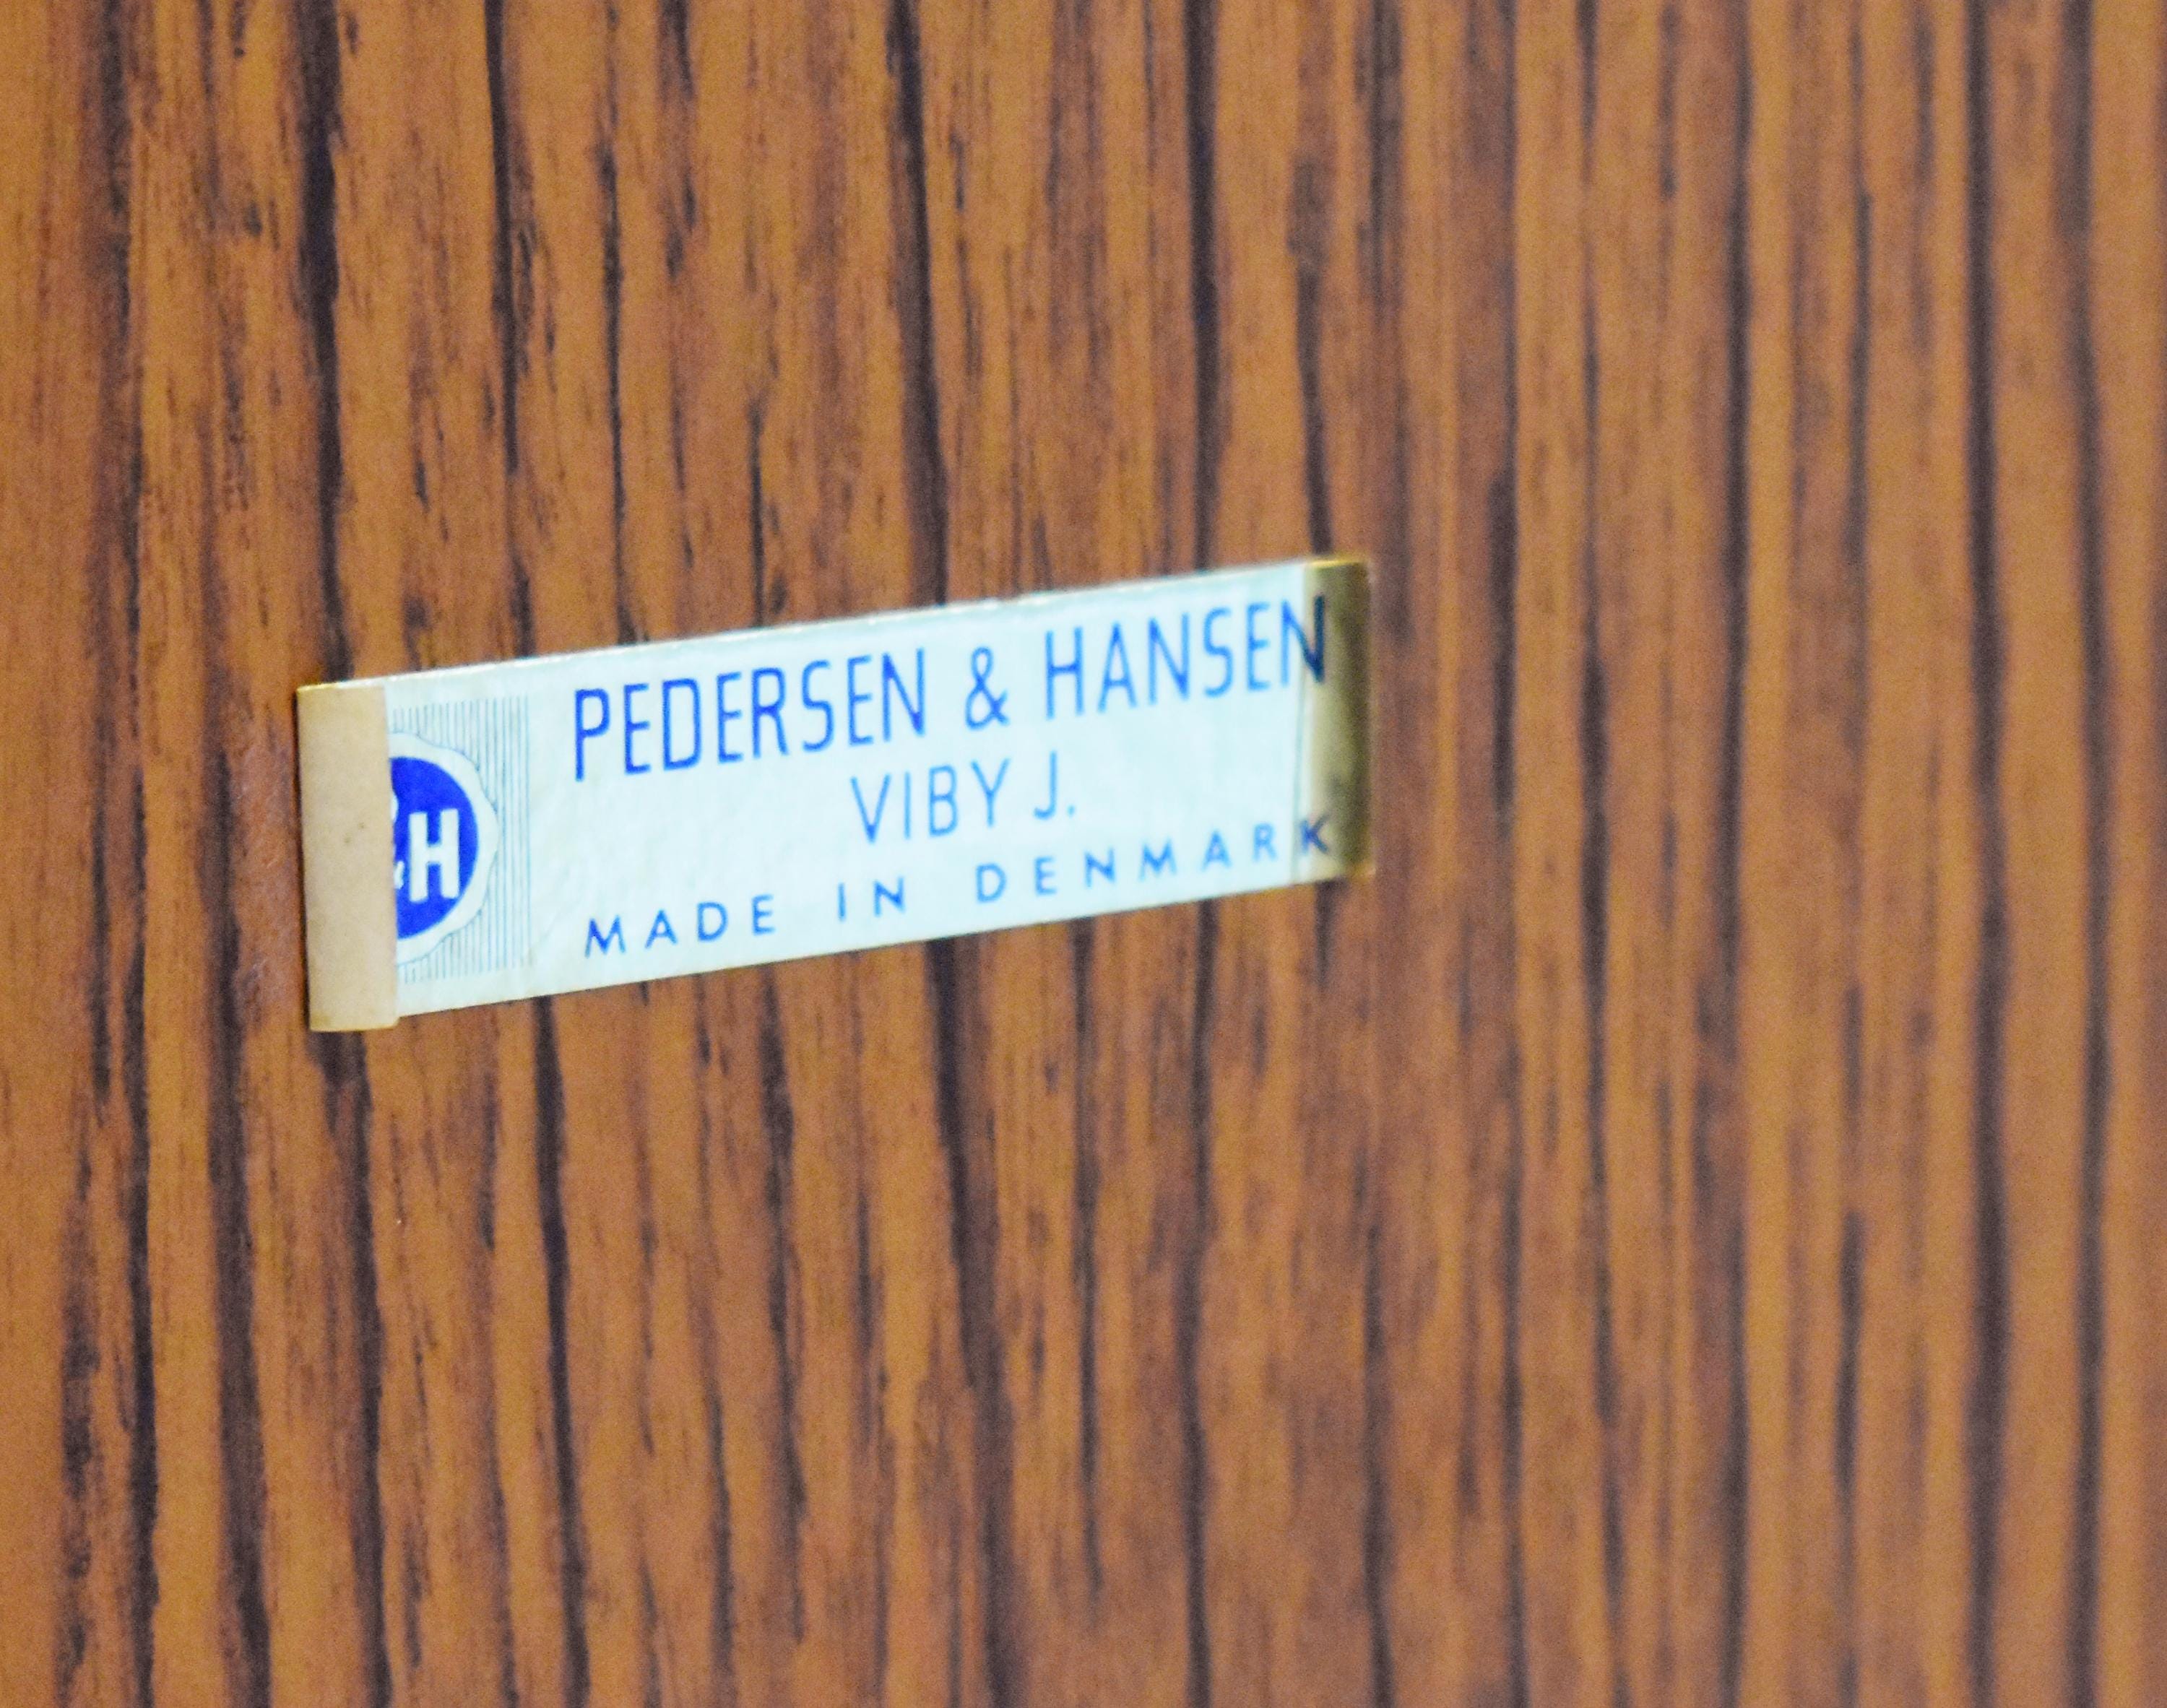 PEDERSEN & HANSEN
VIBY J.
MADE IN DENMARK
&H